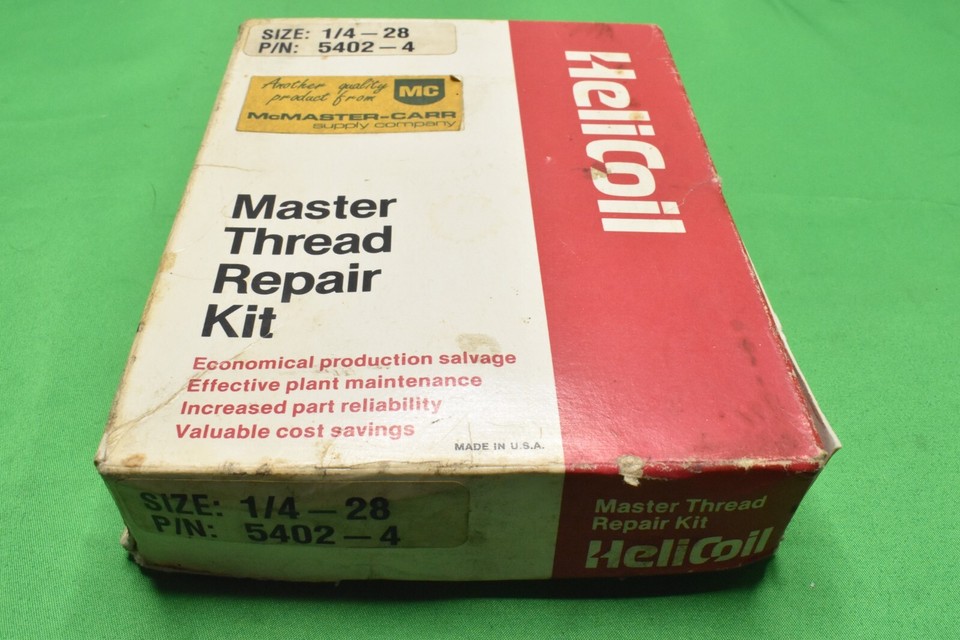 SIZE: 1/4-28
P/N: 5402-4
Another quality
product from
MC
McMASTER-CARR
supply company
HeliCoil
Master
Thread
Repair
Kit
Economical production salvage
Effective plant maintenance
Increased part reliability
Valuable cost savings
MADE IN U.S.A.
SIZE: 1/4-28
P/N: 5402-4
Master Thread
Repair Kit
HeliCoil